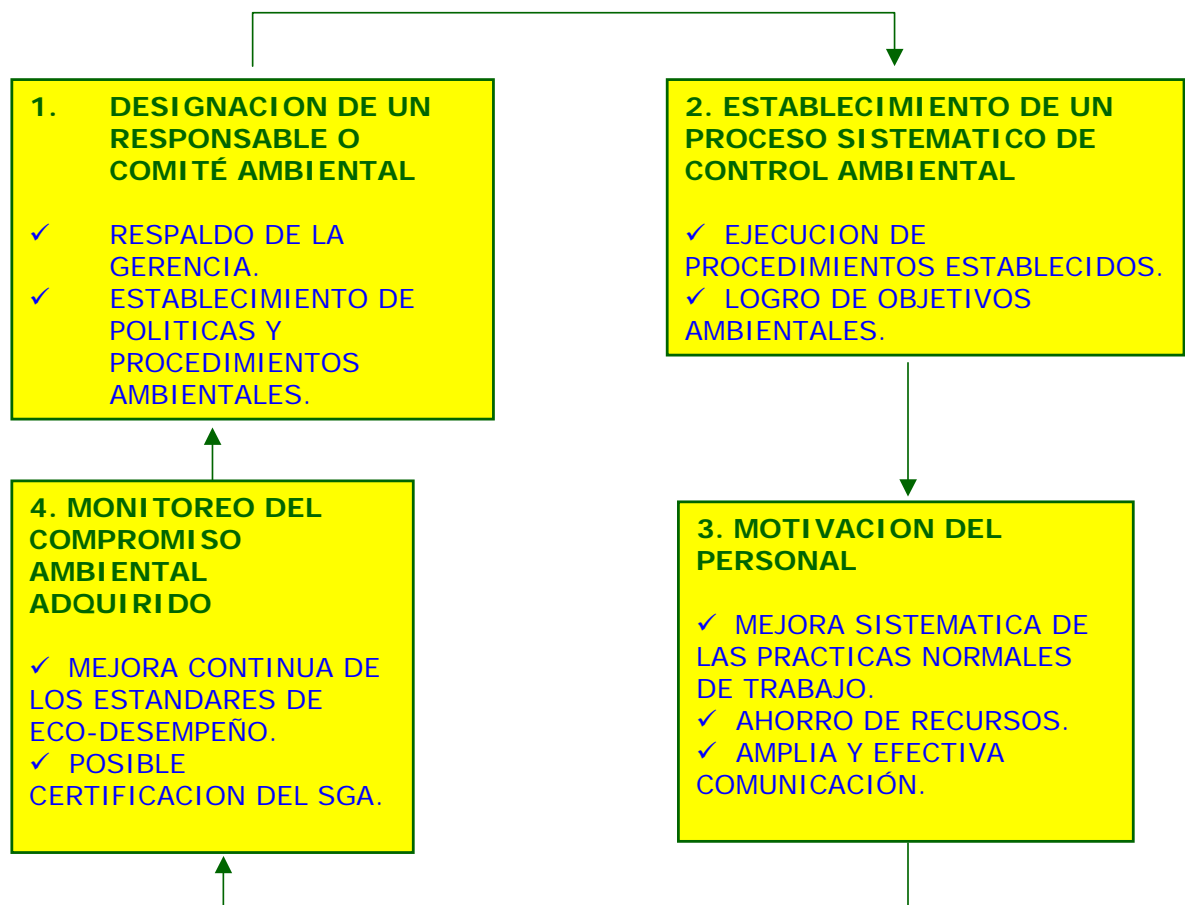 1. DESIGNACION DE UN
RESPONSABLE O
COMITÉ AMBIENTAL
✓ RESPALDO DE LA
GERENCIA.
✓ ESTABLECIMIENTO DE
POLITICAS Y
PROCEDIMIENTOS
AMBIENTALES.
2. ESTABLECIMIENTO DE UN
PROCESO SISTEMATICO DE
CONTROL AMBIENTAL
✓ EJECUCION DE
PROCEDIMIENTOS ESTABLECIDOS.
✓ LOGRO DE OBJETIVOS
AMBIENTALES.
3. MOTIVACION DEL
PERSONAL
✓ MEJORA SISTEMATICA DE
LAS PRACTICAS NORMALES
DE TRABAJO.
✓ AHORRO DE RECURSOS.
✓ AMPLIA Y EFECTIVA
COMUNICACIÓN.
4. MONITOREO DEL
COMPROMISO
AMBIENTAL
ADQUIRIDO
✓ MEJORA CONTINUA DE
LOS ESTANDARES DE
ECO-DESEMPEÑO.
✓ POSIBLE
CERTIFICACION DEL SGA.